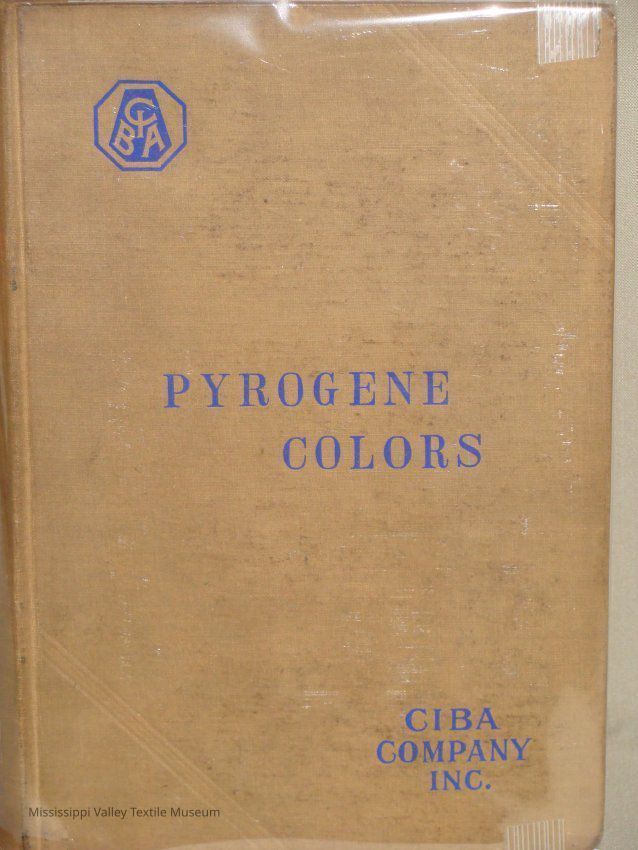 CIBA
PYROGENE
COLORS
CIBA
COMPANY
INC.
Mississippi Valley Textile Museum